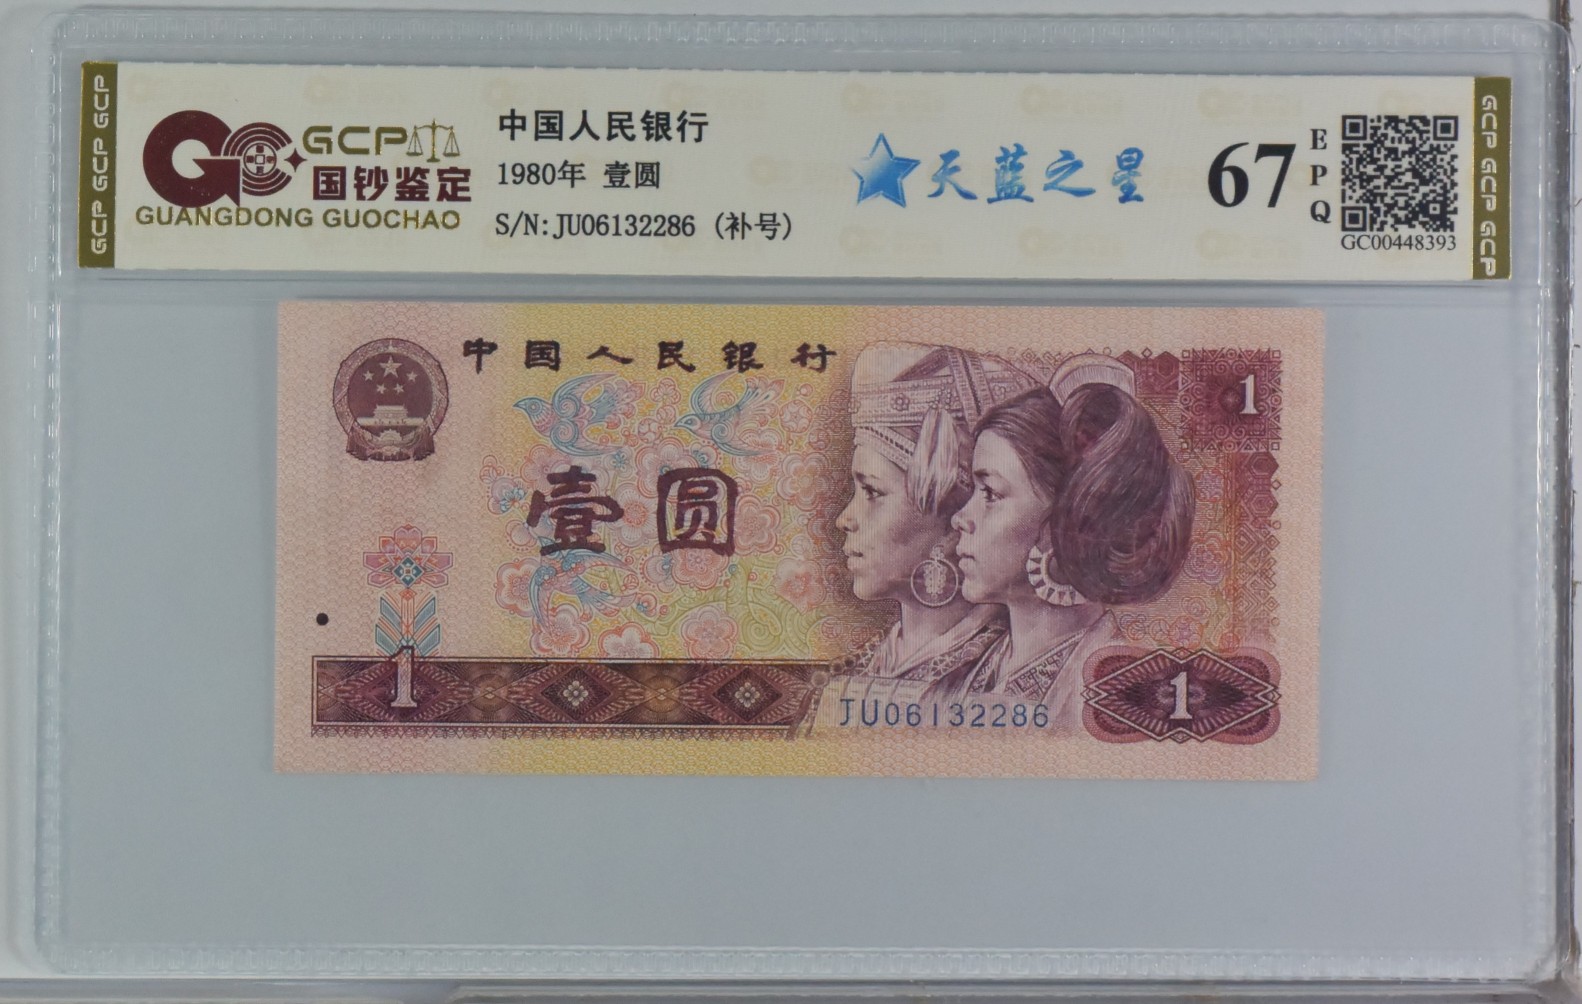 GCP GCP GCP
GCP
国钞鉴定
GUANGDONG GUOCHAO
中国人民银行
1980年 壹圆
S/N:JU06132286 (补号)
天蓝之星
67
EPQ
GC00448393
GCP GCP GCP
中国人民银行
1
壹圆
1
JU06132286
1